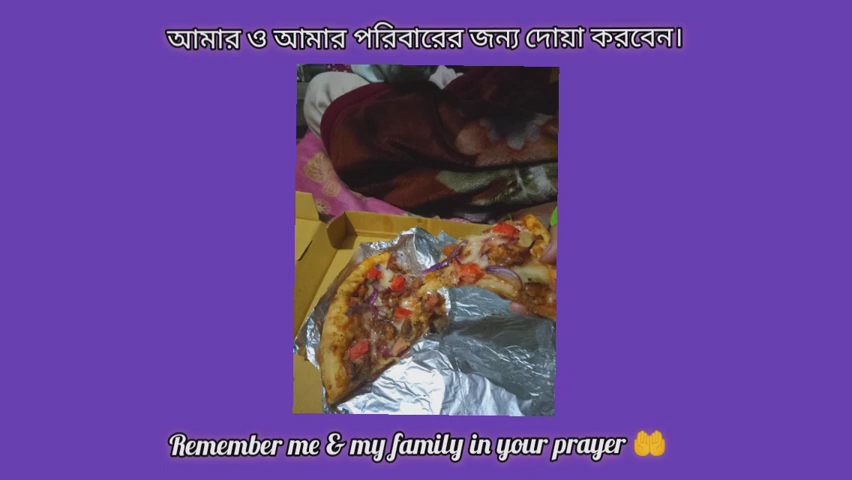 আমার ও আমার পরিবারের জন্য দোয়া করবেন।
Remember me & my family in your prayer 🤲